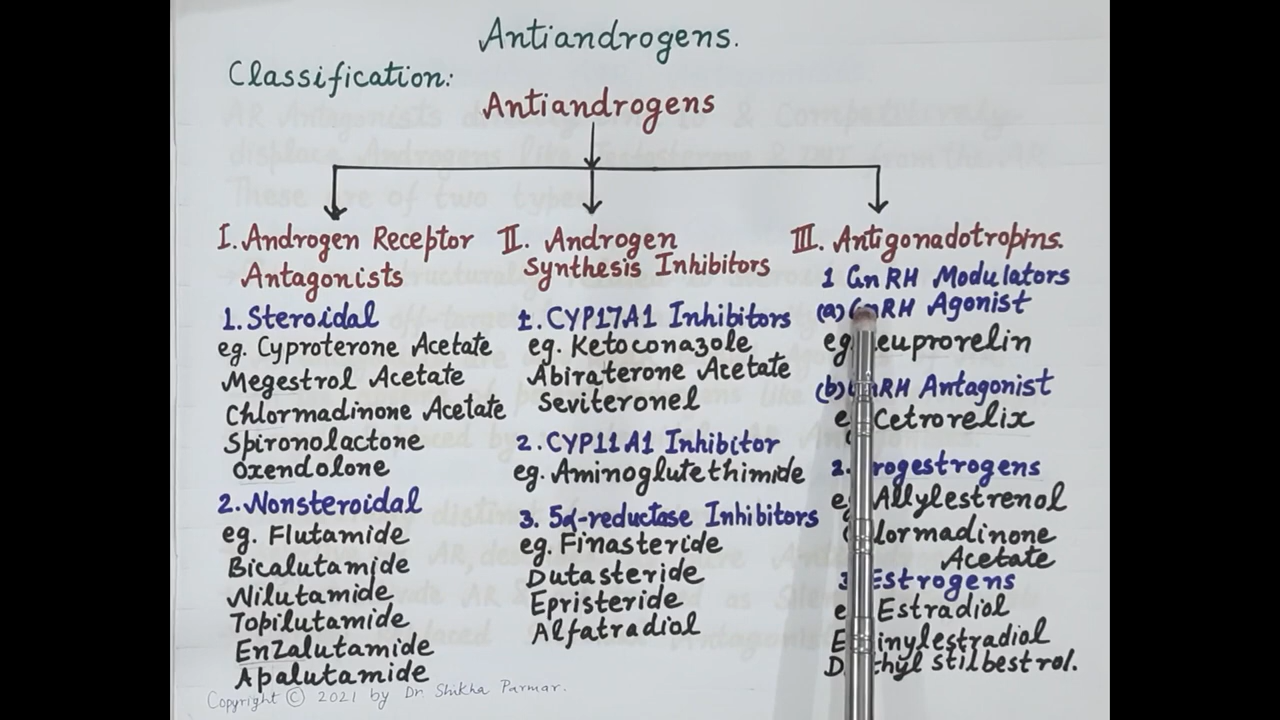 Antiandrogens.
Classification:
Antiandrogens
I. Androgen Receptor
Antagonists
1. Steroidal
eg. Cyproterone Acetate
Megestrol Acetate
Chlormadinone Acetate
Spironolactone
Oxendolone
2. Nonsteroidal
eg. Flutamide
Bicalutamide
Nilutamide
Topilutamide
Enzalutamide
Apalutamide
II. Androgen
Synthesis Inhibitors
1. CYP17A1 Inhibitors
eg. Ketoconazole
Abiraterone Acetate
Seviteronel
2. CYP11A1 Inhibitor
eg. Aminoglutethimide
3. 5α-reductase Inhibitors
eg. Finasteride
Dutasteride
Epristeride
Alfatradiol
III. Antigonadotropins.
1 GnRH Modulators
(a) GnRH Agonist
eg euprorelin
(b) RH Antagonist
e Cetrorelix
2. rogestrogens
e Allylestrenol
lormadinone
Acetate
3 Estrogens
e Estradiol
E inylestradiol
D thyl stilbestrol.
Copyright © 2021 by Dr Shikha Parmar.